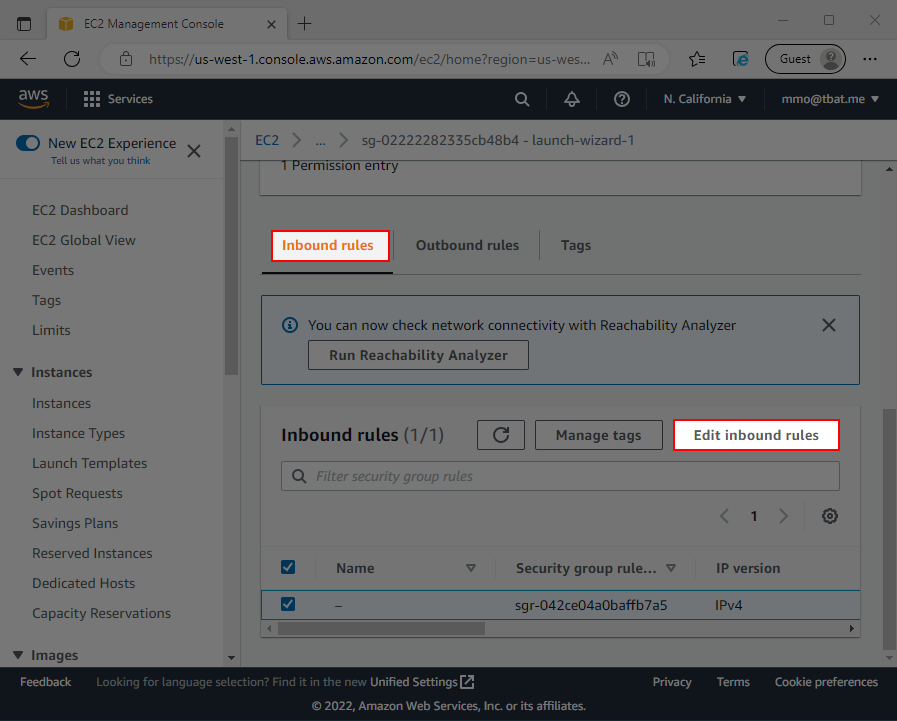 EC2 Management Console
https://us-west-1.console.aws.amazon.com/ec2/home?region=us-wes...
Guest
aws
Services
N. California
mmo@tbat.me
New EC2 Experience
Tell us what you think
EC2 Dashboard
EC2 Global View
Events
Tags
Limits
Instances
Instances
Instance Types
Launch Templates
Spot Requests
Savings Plans
Reserved Instances
Dedicated Hosts
Capacity Reservations
Images
EC2
...
sg-02222282335cb48b4 - launch-wizard-1
1 Permission entry
Inbound rules
Outbound rules
Tags
You can now check network connectivity with Reachability Analyzer
Run Reachability Analyzer
Inbound rules (1/1)
Manage tags
Edit inbound rules
Filter security group rules
1
Name
Security group rule...
IP version
–
sgr-042ce04a0baffb7a5
IPv4
Feedback
Looking for language selection? Find it in the new Unified Settings
Privacy
Terms
Cookie preferences
© 2022, Amazon Web Services, Inc. or its affiliates.